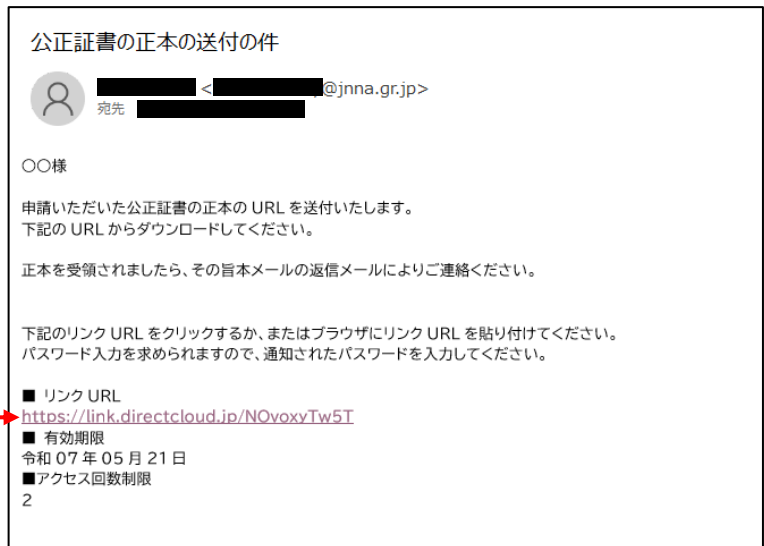 公正証書の正本の送付の件
< @jnna.gr.jp>
宛先
〇〇様
申請いただいた公正証書の正本の URL を送付いたします。
下記の URL からダウンロードしてください。
正本を受領されましたら、その旨本メールの返信メールによりご連絡ください。
下記のリンク URL をクリックするか、またはブラウザにリンク URL を貼り付けてください。
パスワード入力を求められますので、通知されたパスワードを入力してください。
■ リンク URL
https://link.directcloud.jp/NOvoxyTw5T
■ 有効期限
令和 07 年 05 月 21 日
■アクセス回数制限
2